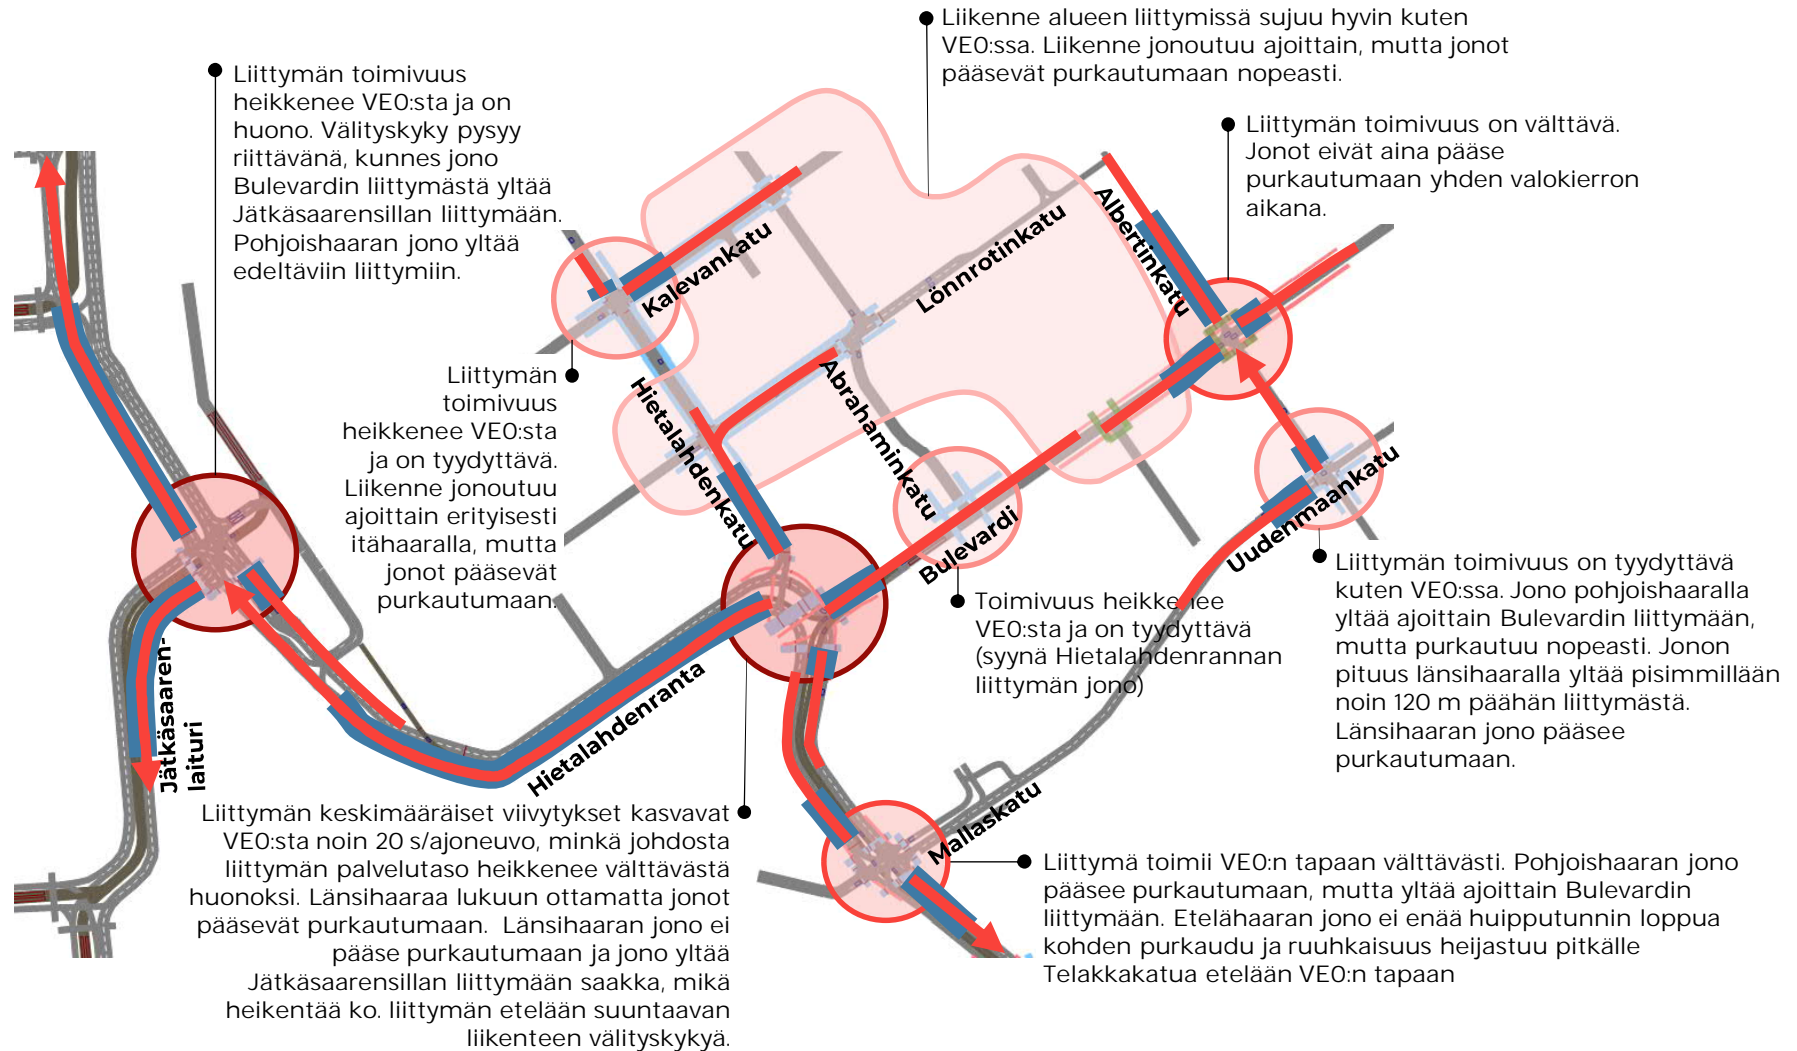 Liikenne alueen liittymissä sujuu hyvin kuten
VE0:ssa. Liikenne jonoutuu ajoittain, mutta jonot
pääsevät purkautumaan nopeasti.
Liittymän toimivuus
heikkenee VE0:sta ja on
huono. Välityskyky pysyy
riittävänä, kunnes jono
Bulevardin liittymästä yltää
Jätkäsaarensillan liittymään.
Pohjoishaaran jono yltää
edeltäviin liittymiin.
Liittymän toimivuus on välttävä.
Jonot eivät aina pääse
purkautumaan yhden valokierron
aikana.
Kalevankatu
Lönnrotinkatu
Albertinkatu
Liittymän
toimivuus
heikkenee VE0:sta
ja on tyydyttävä.
Liikenne jonoutuu
ajoittain erityisesti
itähaaralla, mutta
jonot pääsevät
purkautumaan.
Hietalahdenkatu
Abrahaminkatu
Bulevardi
Uudenmaankatu
Toimivuus heikkenee
VE0:sta ja on tyydyttävä
(syynä Hietalahdenrannan
liittymän jono)
Liittymän toimivuus on tyydyttävä
kuten VE0:ssa. Jono pohjoishaaralla
yltää ajoittain Bulevardin liittymään,
mutta purkautuu nopeasti. Jonon
pituus länsihaaralla yltää pisimmillään
noin 120 m päähän liittymästä.
Länsihaaran jono pääsee
purkautumaan.
Jätkäsaaren-
laituri
Hietalahdenranta
Mallaskatu
Liittymän keskimääräiset viivytykset kasvavat
VE0:sta noin 20 s/ajoneuvo, minkä johdosta
liittymän palvelutaso heikkenee välttävästä
huonoksi. Länsihaaraa lukuun ottamatta jonot
pääsevät purkautumaan. Länsihaaran jono ei
pääse purkautumaan ja jono yltää
Jätkäsaarensillan liittymään saakka, mikä
heikentää ko. liittymän etelään suuntaavan
liikenteen välityskykyä.
Liittymä toimii VE0:n tapaan välttävästi. Pohjoishaaran jono
pääsee purkautumaan, mutta yltää ajoittain Bulevardin
liittymään. Etelähaaran jono ei enää huipputunnin loppua
kohden purkaudu ja ruuhkaisuus heijastuu pitkälle
Telakkakatua etelään VE0:n tapaan